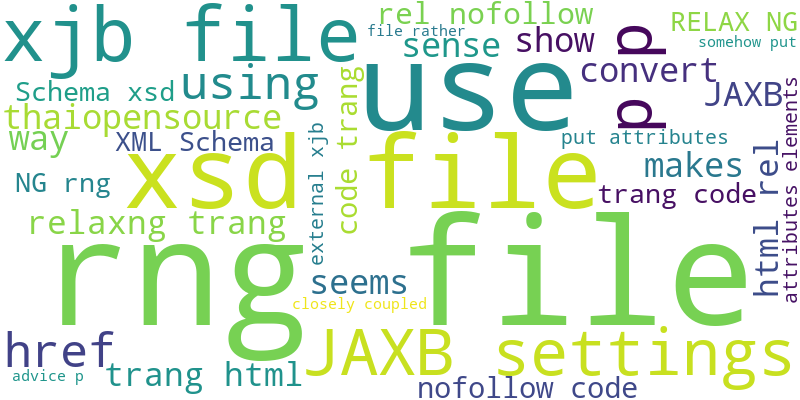 xjb file
rel nofollow
file rather
RELAX NG
somehow put
sense
show
p p
using
use
convert
Schema xsd
JAXB
thaiopensource
way
XML Schema
code trang
external xjb
xsd file
put attributes
makes
html rel
attributes elements
NG rng
trang code
relaxng trang
rng file
seems
closely coupled
href
JAXB settings
advice p
trang html
nofollow code